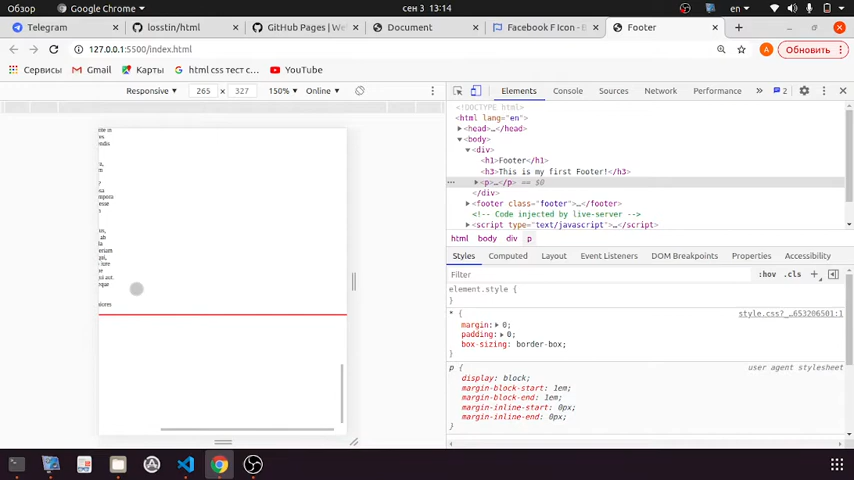 Обзор
Google Chrome
сен 3 13:14
en
Telegram
losstin/html
GitHub Pages | We
Document
Facebook F Icon - B
Footer
127.0.0.1:5500/index.html
A
Обновить
Сервисы
Gmail
Карты
html css тест с…
YouTube
Responsive
265
x
327
150%
Online
Elements
Console
Sources
Network
Performance
»
2
<!DOCTYPE html>
<html lang="en">
<head>…</head>
<body>
<div>
<h1>Footer</h1>
<h3>This is my first Footer!</h3>
<p>…</p> == $0
</div>
<footer class="footer">…</footer>
<!-- Code injected by live-server -->
<script type="text/javascript">…</script>
html
body
div
p
Styles
Computed
Layout
Event Listeners
DOM Breakpoints
Properties
Accessibility
Filter
:hov
.cls
element.style {
}
* {
style.css?_…653206501:1
margin: 0;
padding: 0;
box-sizing: border-box;
}
p {
user agent stylesheet
display: block;
margin-block-start: 1em;
margin-block-end: 1em;
margin-inline-start: 0px;
margin-inline-end: 0px;
}